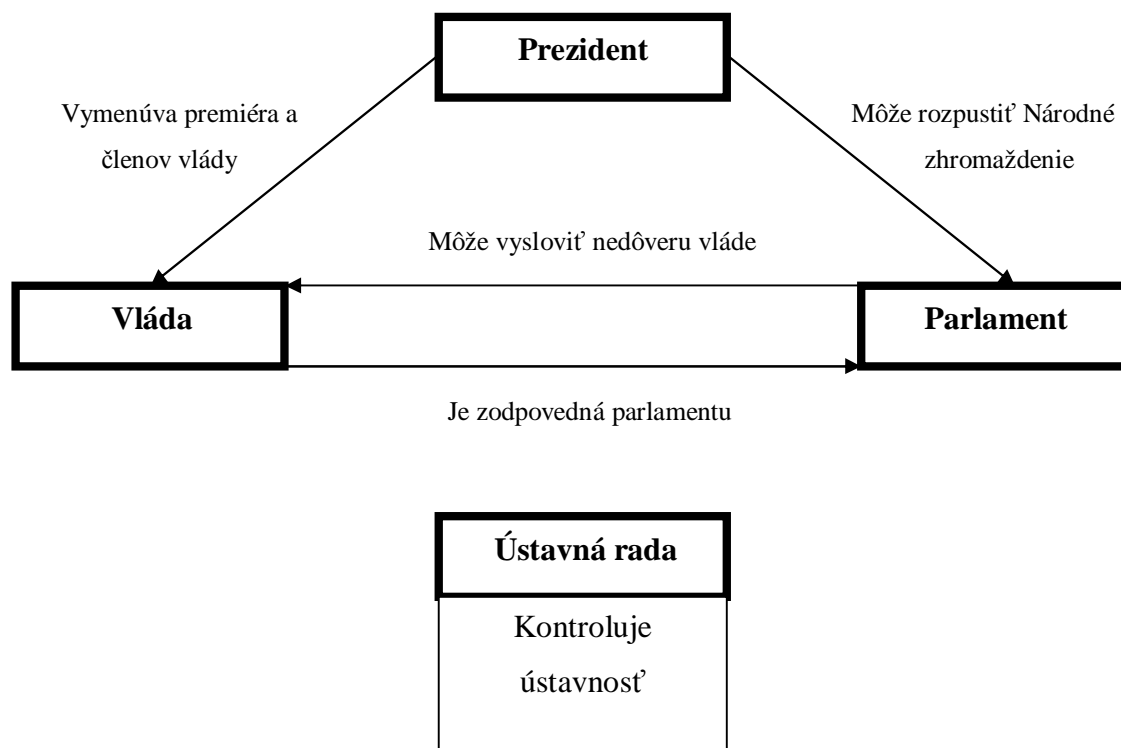 Prezident
Vymenúva premiéra a
členov vlády
Môže rozpustiť Národné
zhromaždenie
Môže vysloviť nedôveru vláde
Vláda
Parlament
Je zodpovedná parlamentu
Ústavná rada
Kontroluje
ústavnosť